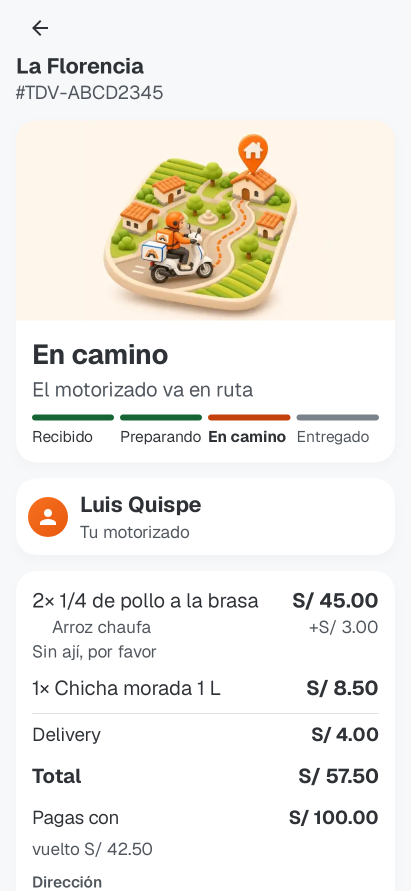 La Florencia
#TDV-ABCD2345
En camino
El motorizado va en ruta
Recibido Preparando En camino Entregado
Luis Quispe
Tu motorizado
2× 1/4 de pollo a la brasa S/ 45.00
Arroz chaufa +S/ 3.00
Sin ají, por favor
1× Chicha morada 1 L S/ 8.50
Delivery S/ 4.00
Total S/ 57.50
Pagas con S/ 100.00
vuelto S/ 42.50
Dirección